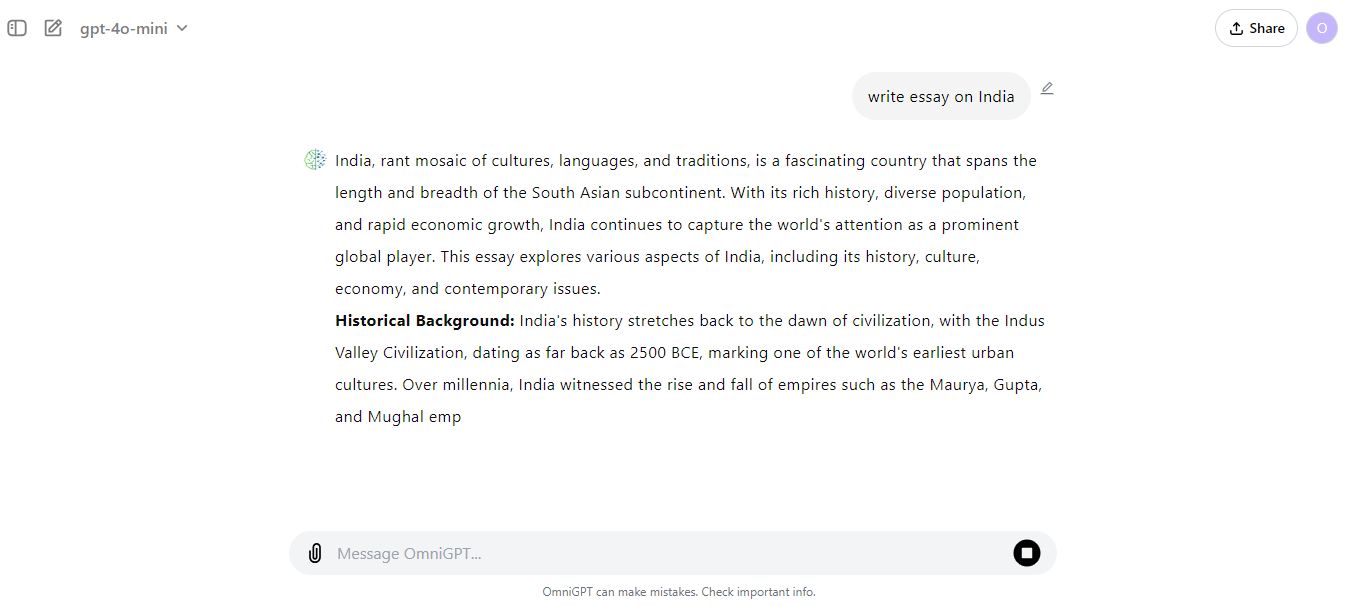 gpt-4o-mini
Share
O
write essay on India
India, rant mosaic of cultures, languages, and traditions, is a fascinating country that spans the
length and breadth of the South Asian subcontinent. With its rich history, diverse population,
and rapid economic growth, India continues to capture the world's attention as a prominent
global player. This essay explores various aspects of India, including its history, culture,
economy, and contemporary issues.
Historical Background: India's history stretches back to the dawn of civilization, with the Indus
Valley Civilization, dating as far back as 2500 BCE, marking one of the world's earliest urban
cultures. Over millennia, India witnessed the rise and fall of empires such as the Maurya, Gupta,
and Mughal emp
Message OmniGPT...
OmniGPT can make mistakes. Check important info.